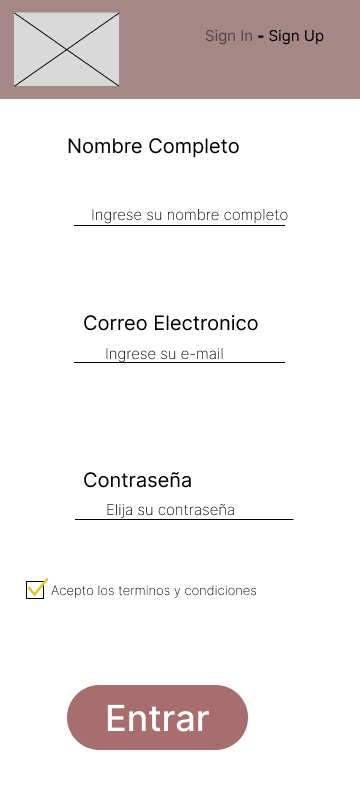 Sign In - Sign Up
Nombre Completo
Ingrese su nombre completo
Correo Electronico
Ingrese su e-mail
Contraseña
Elija su contraseña
Acepto los terminos y condiciones
Entrar